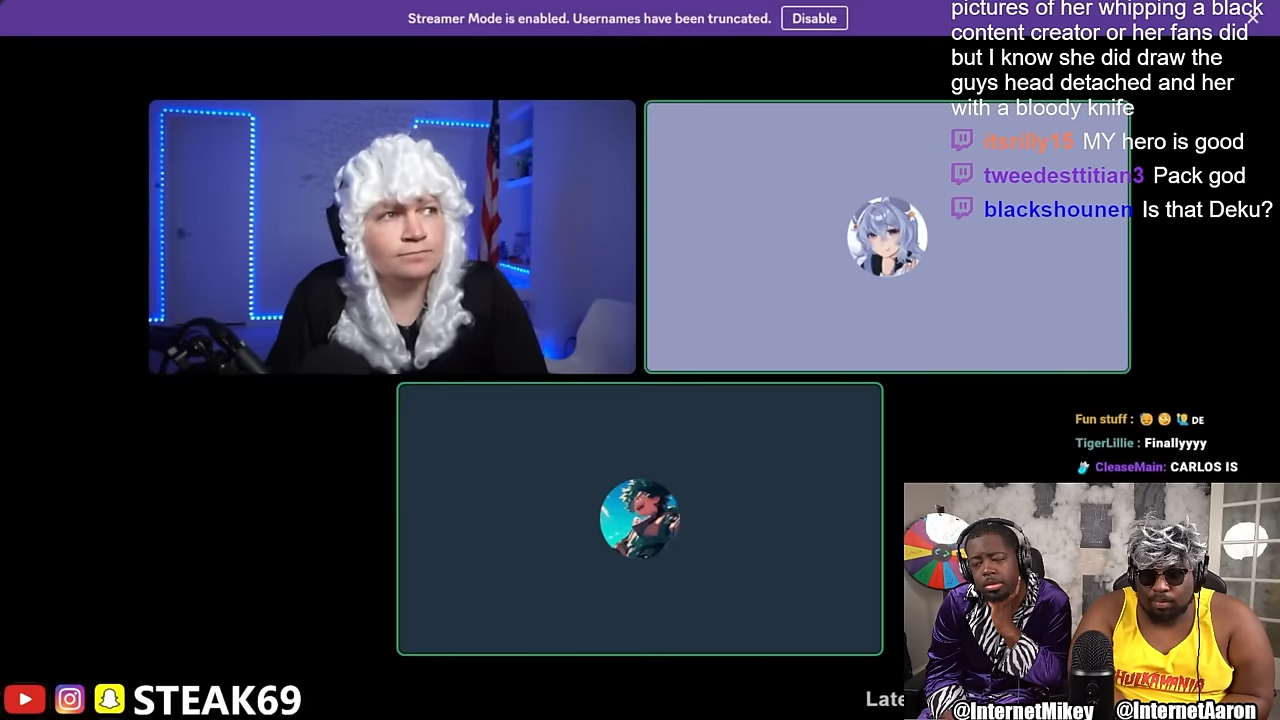 Streamer Mode is enabled. Usernames have been truncated. Disable
pictures of her whipping a black
content creator or her fans did
but I know she did draw the
guys head detached and her
with a bloody knife
itsrilly15 MY hero is good
tweedesttitian3 Pack god
blackshounen Is that Deku?
Fun stuff : DE
TigerLillie : Finallyyyy
CleaseMain: CARLOS IS
HULKAMANIA
STEAK69
Late
@InternetMikey @InternetAaron